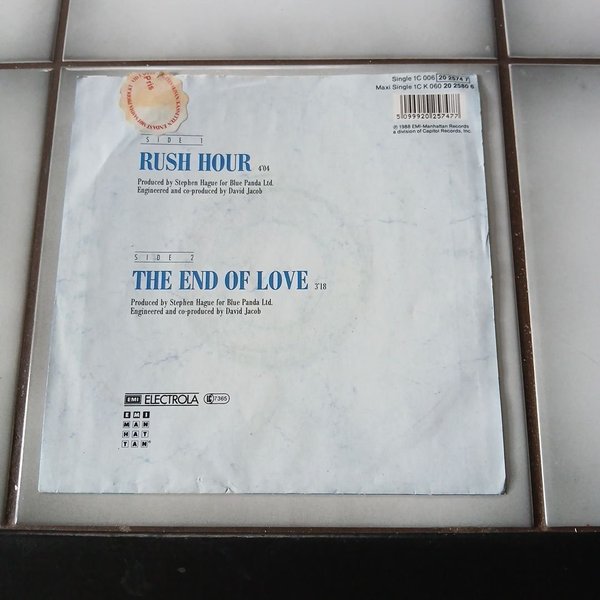 Single 1C 006 20 2574 7
Maxi Single 1C K 060 20 2580 6
5 099920 257477
℗ 1988 EMI-Manhattan Records
a division of Capitol Records, Inc.
SIDE 1
RUSH HOUR 4'04
Produced by Stephen Hague for Blue Panda Ltd.
Engineered and co-produced by David Jacob
SIDE 2
THE END OF LOVE 3'18
Produced by Stephen Hague for Blue Panda Ltd.
Engineered and co-produced by David Jacob
EMI ELECTROLA LC 7365
EMI
MAN
HAT
TAN